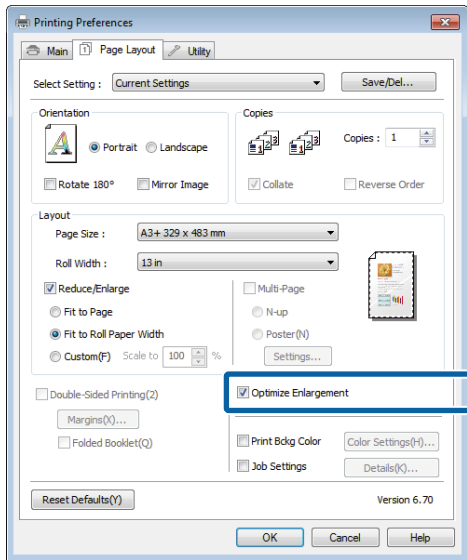 Printing Preferences
Main Page Layout Utility
Select Setting : Current Settings Save/Del...
Orientation Copies
Portrait Landscape Copies : 1
Rotate 180° Mirror Image Collate Reverse Order
Layout
Page Size : A3+ 329 x 483 mm
Roll Width : 13 in
Reduce/Enlarge Multi-Page
Fit to Page N-up
Fit to Roll Paper Width Poster(N)
Custom(F) Scale to 100 % Settings...
Double-Sided Printing(2) Optimize Enlargement
Margins(X)...
Folded Booklet(Q) Print Bckg Color Color Settings(H)...
Job Settings Details(K)...
Reset Defaults(Y) Version 6.70
OK Cancel Help